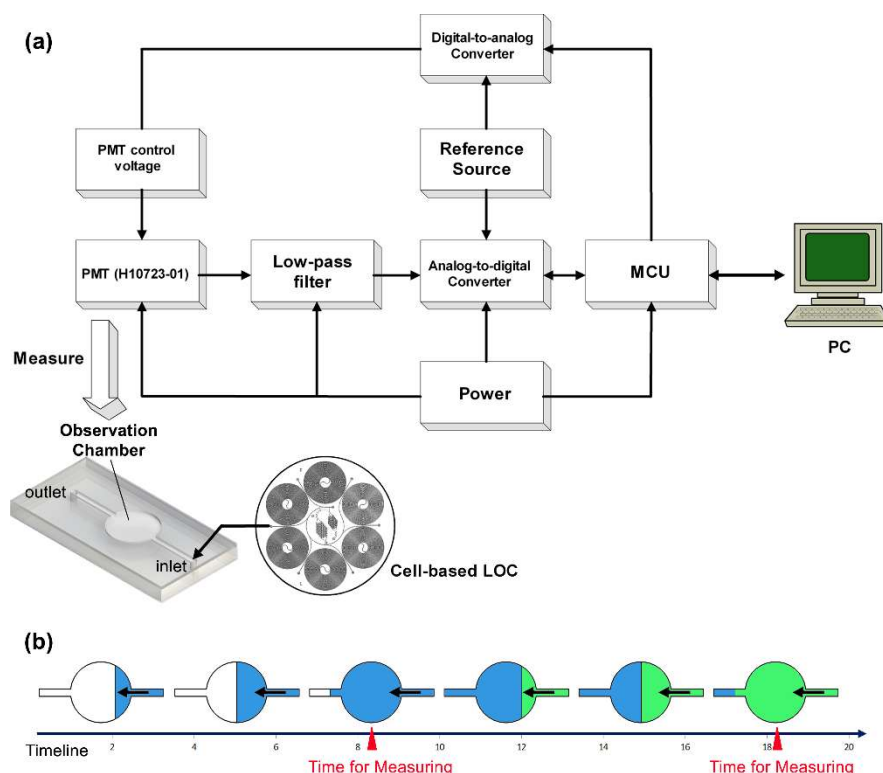 (a)
Digital-to-analog
Converter
PMT control
voltage
Reference
Source
PMT (H10723-01)
Low-pass
filter
Analog-to-digital
Converter
MCU
PC
Measure
Power
Observation
Chamber
outlet
inlet
Cell-based LOC
(b)
Timeline
2
4
6
8
10
12
14
16
18
20
Time for Measuring
Time for Measuring